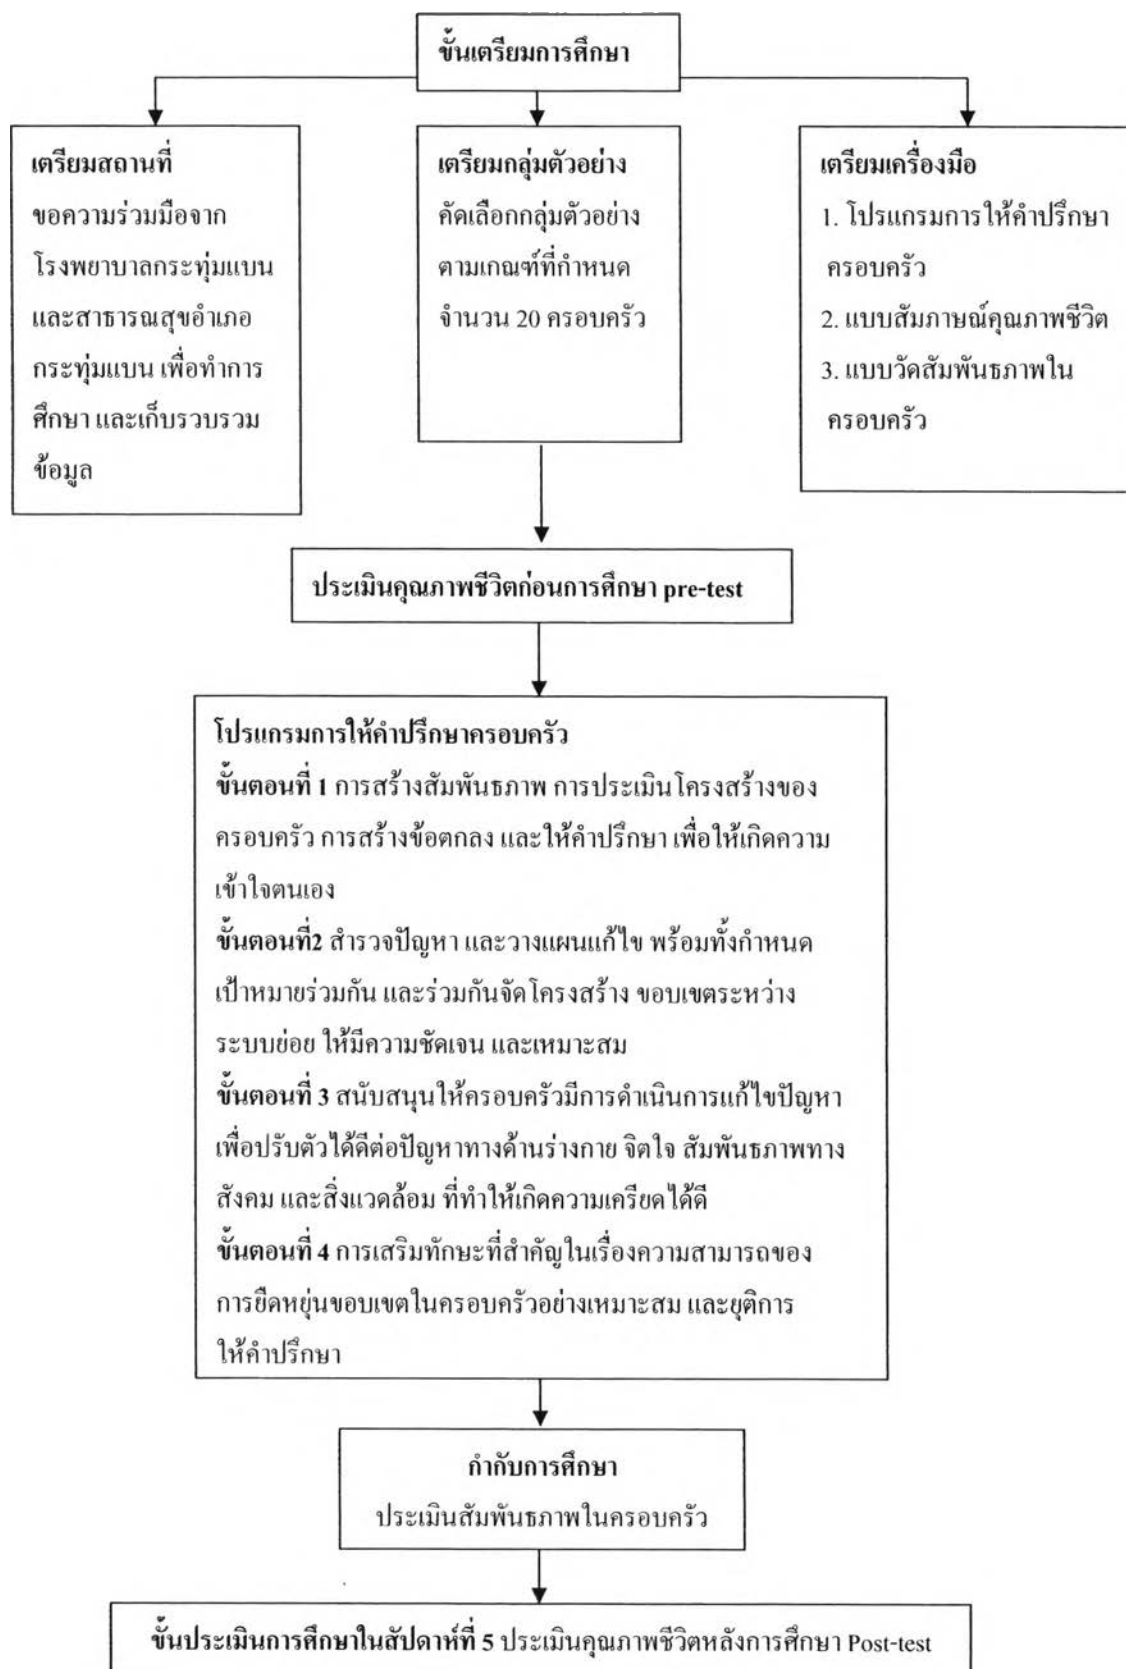 ขั้นเตรียมการศึกษา
เตรียมสถานที่
ขอความร่วมมือจาก
โรงพยาบาลกระทุ่มแบน
และสาธารณสุขอำเภอ
กระทุ่มแบน เพื่อทำการ
ศึกษา และเก็บรวบรวม
ข้อมูล
เตรียมกลุ่มตัวอย่าง
คัดเลือกกลุ่มตัวอย่าง
ตามเกณฑ์ที่กำหนด
จำนวน 20 ครอบครัว
เตรียมเครื่องมือ
1. โปรแกรมการให้คำปรึกษา
ครอบครัว
2. แบบสัมภาษณ์คุณภาพชีวิต
3. แบบวัดสัมพันธภาพใน
ครอบครัว
ประเมินคุณภาพชีวิตก่อนการศึกษา pre-test
โปรแกรมการให้คำปรึกษาครอบครัว
ขั้นตอนที่ 1 การสร้างสัมพันธภาพ การประเมินโครงสร้างของ
ครอบครัว การสร้างข้อตกลง และให้คำปรึกษา เพื่อให้เกิดความ
เข้าใจตนเอง
ขั้นตอนที่2 สำรวจปัญหา และวางแผนแก้ไข พร้อมทั้งกำหนด
เป้าหมายร่วมกัน และร่วมกันจัดโครงสร้าง ขอบเขตระหว่าง
ระบบย่อย ให้มีความชัดเจน และเหมาะสม
ขั้นตอนที่ 3 สนับสนุนให้ครอบครัวมีการดำเนินการแก้ไขปัญหา
เพื่อปรับตัวได้ดีต่อปัญหาทางด้านร่างกาย จิตใจ สัมพันธภาพทาง
สังคม และสิ่งแวดล้อม ที่ทำให้เกิดความเครียดได้ดี
ขั้นตอนที่ 4 การเสริมทักษะที่สำคัญในเรื่องความสามารถของ
การยืดหยุ่นขอบเขตในครอบครัวอย่างเหมาะสม และยุติการ
ให้คำปรึกษา
กำกับการศึกษา
ประเมินสัมพันธภาพในครอบครัว
ขั้นประเมินการศึกษาในสัปดาห์ที่ 5 ประเมินคุณภาพชีวิตหลังการศึกษา Post-test